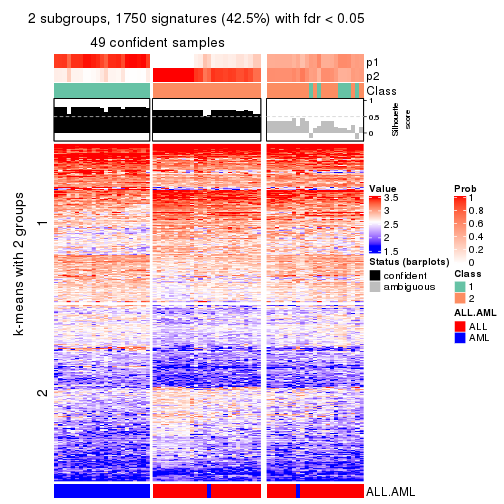 2 subgroups, 1750 signatures (42.5%) with fdr < 0.05
49 confident samples
p1
p2
Class
1
0.5
0
Silhouette
score
k-means with 2 groups
1
2
Value
3.5
3
2.5
2
1.5
Status (barplots)
confident
ambiguous
Prob
1
0.8
0.6
0.4
0.2
0
Class
1
2
ALL.AML
ALL
AML
ALL.AML